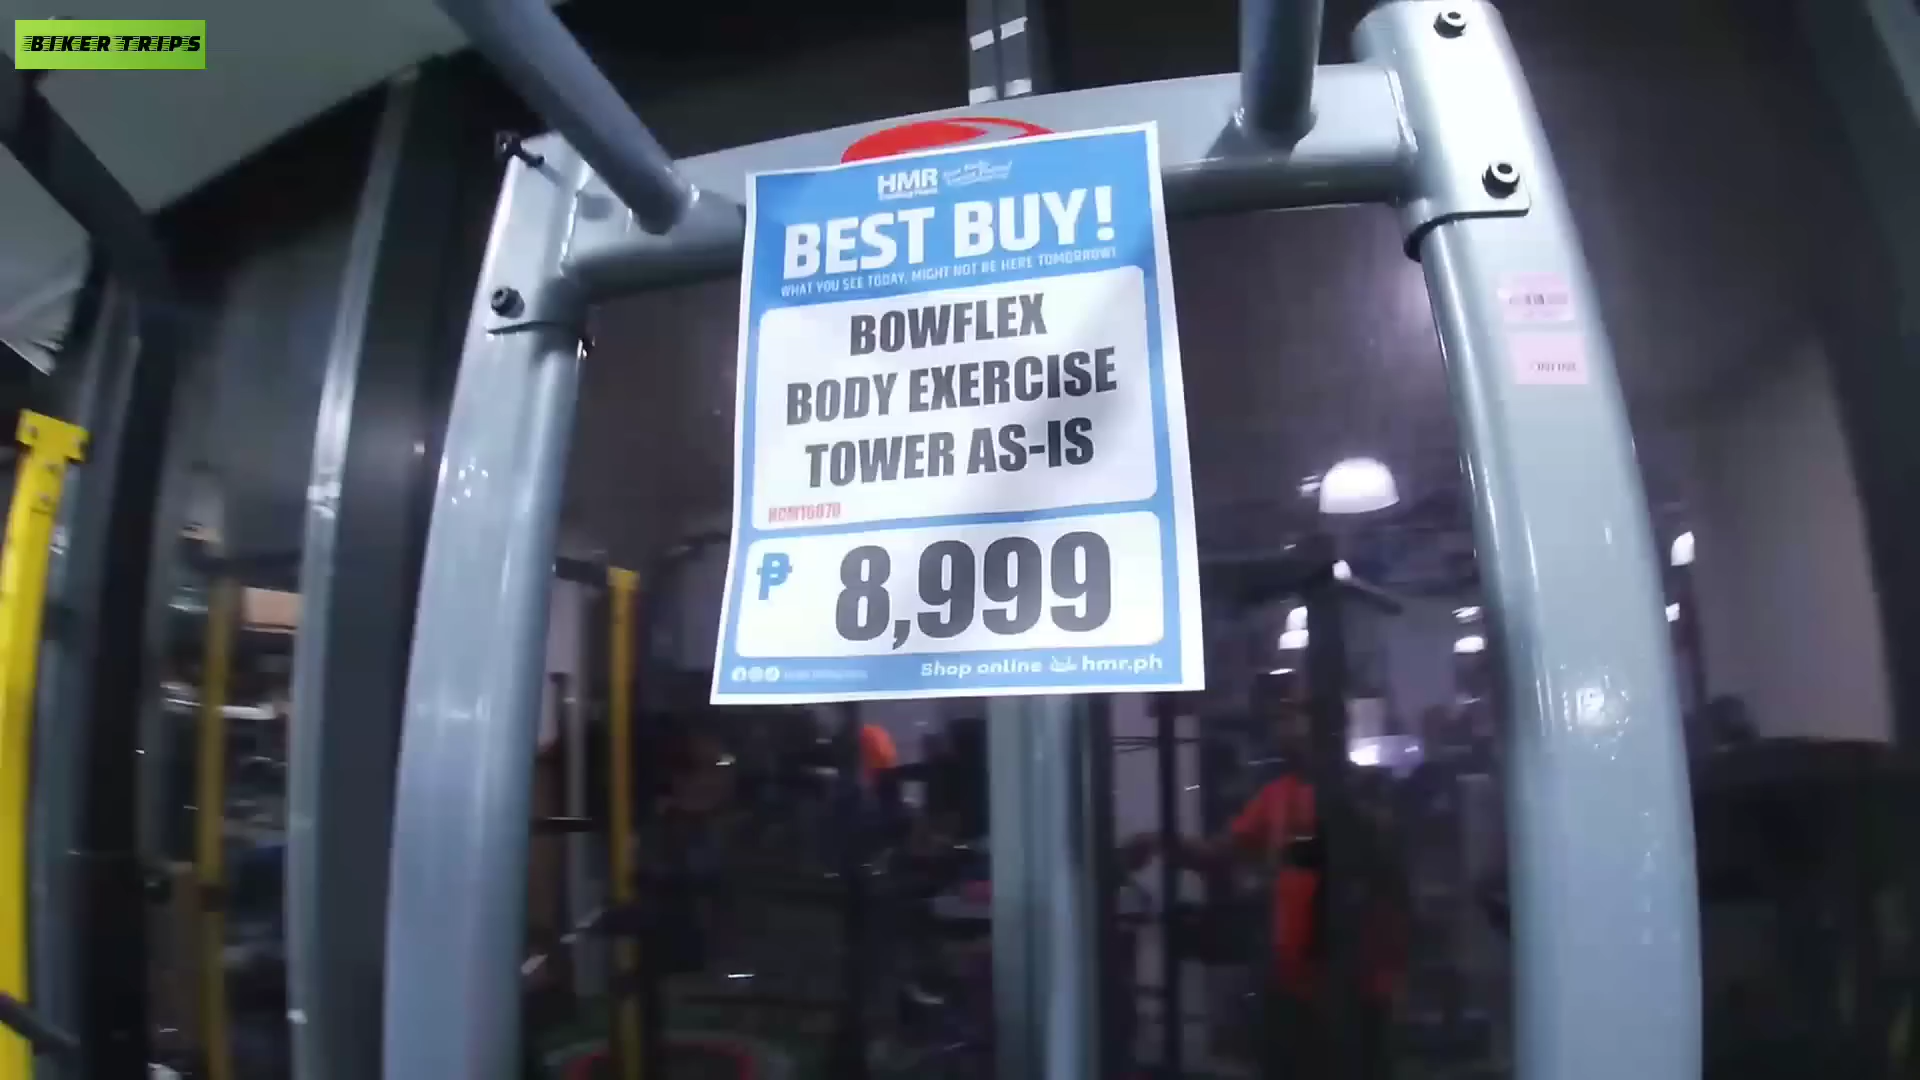 BIKER TRIPS
HMR
BEST BUY!
WHAT YOU SEE TODAY, MIGHT NOT BE HERE TOMORROW!
BOWFLEX
BODY EXERCISE
TOWER AS-IS
₱ 8,999
Shop online hmr.ph